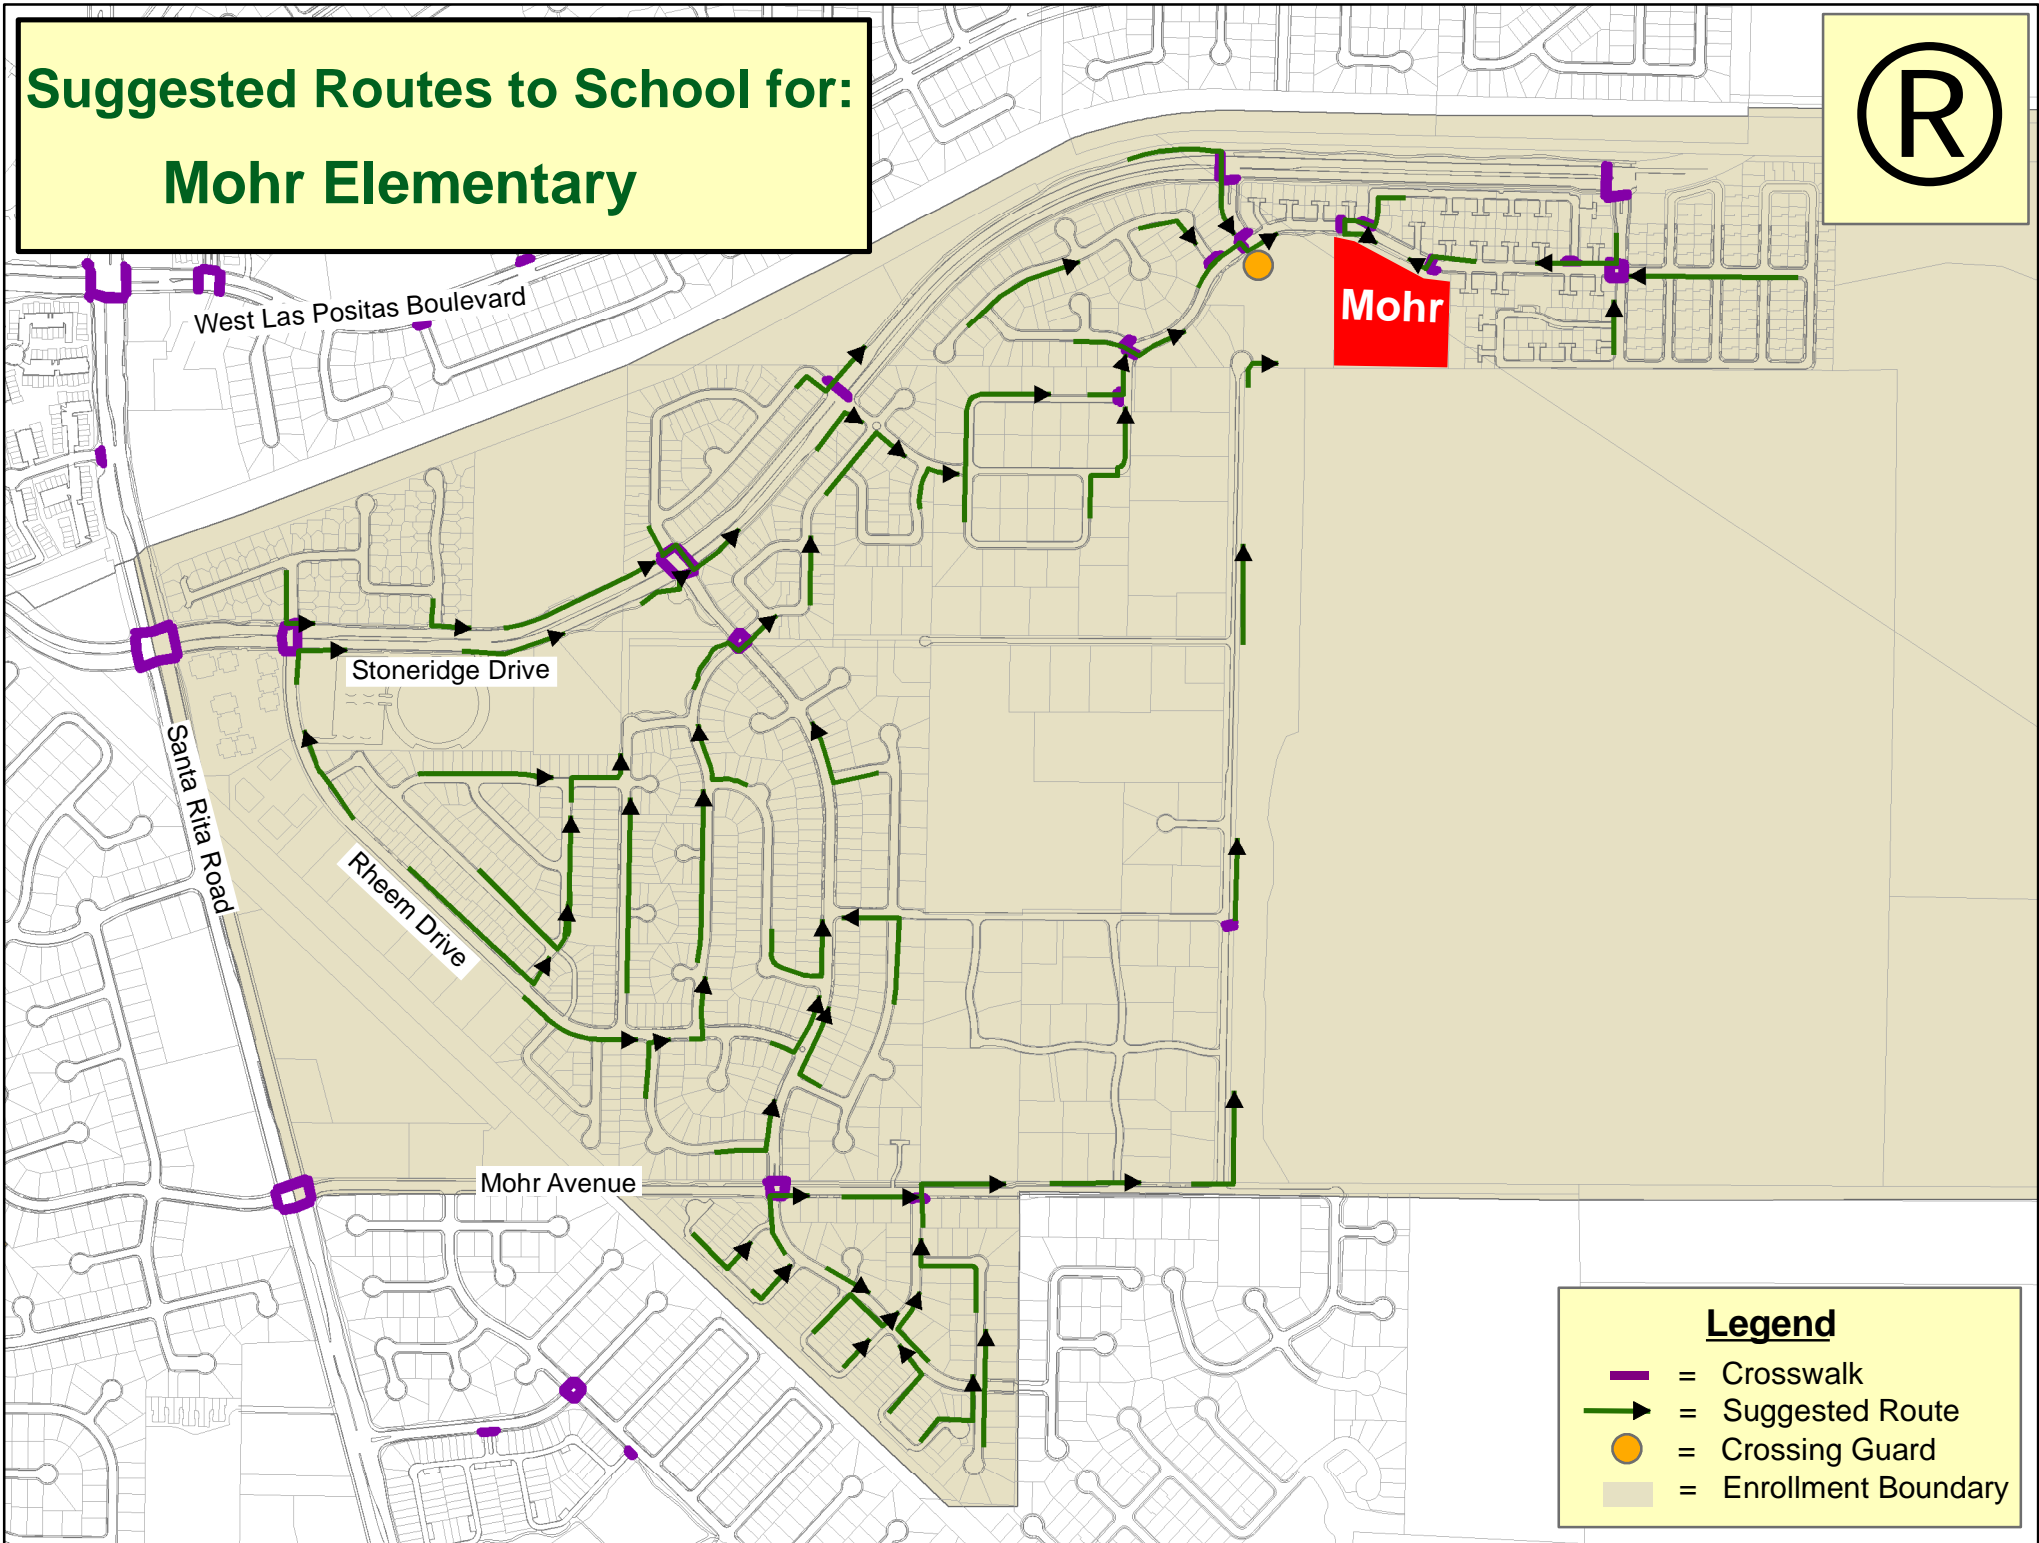 Suggested Routes to School for:
Mohr Elementary
®
West Las Positas Boulevard
Mohr
Stoneridge Drive
Santa Rita Road
Rheem Drive
Mohr Avenue
Legend
= Crosswalk
= Suggested Route
= Crossing Guard
= Enrollment Boundary